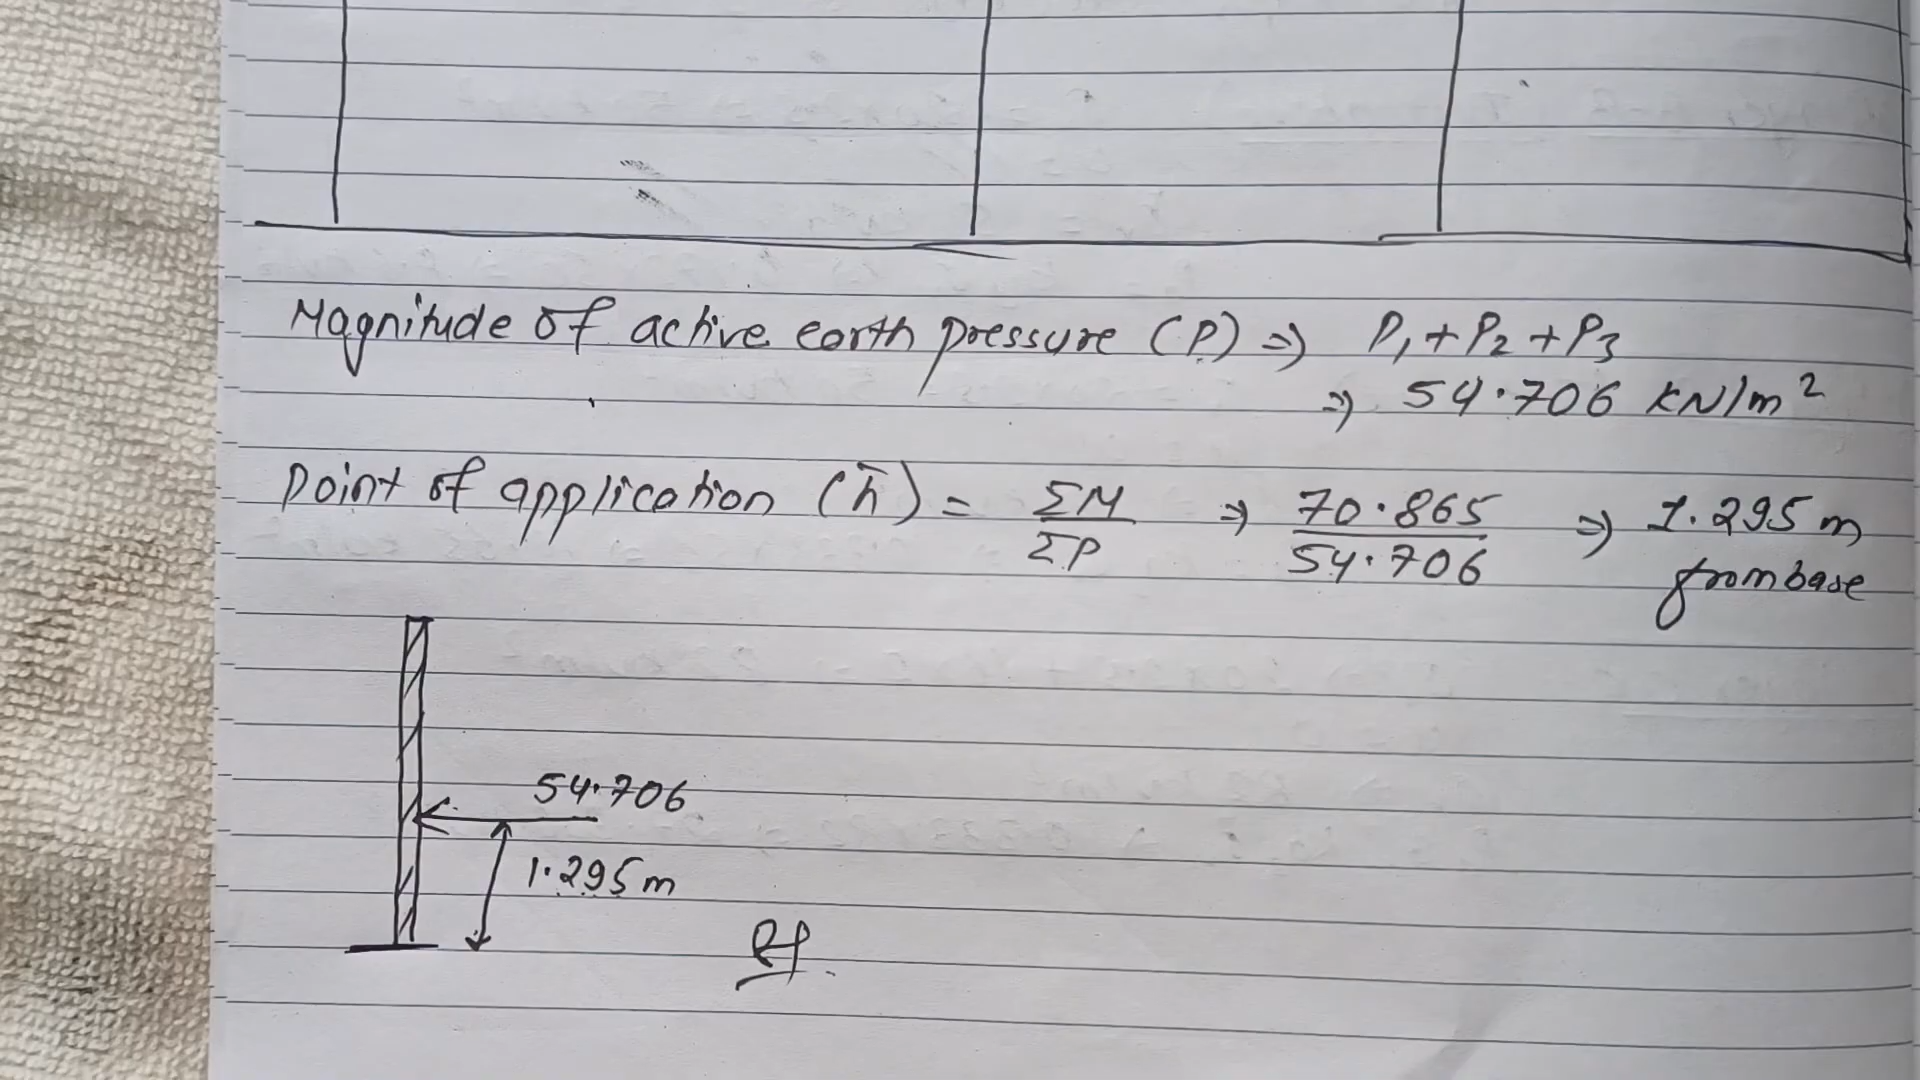 Magnitude of active earth pressure (P) ⇒ P₁ + P₂ + P₃
⇒ 54.706 KN/m²
Point of application (h̄) = ΣM/ΣP ⇒ 70.865/54.706 ⇒ 1.295 m
from base
54.706
1.295 m